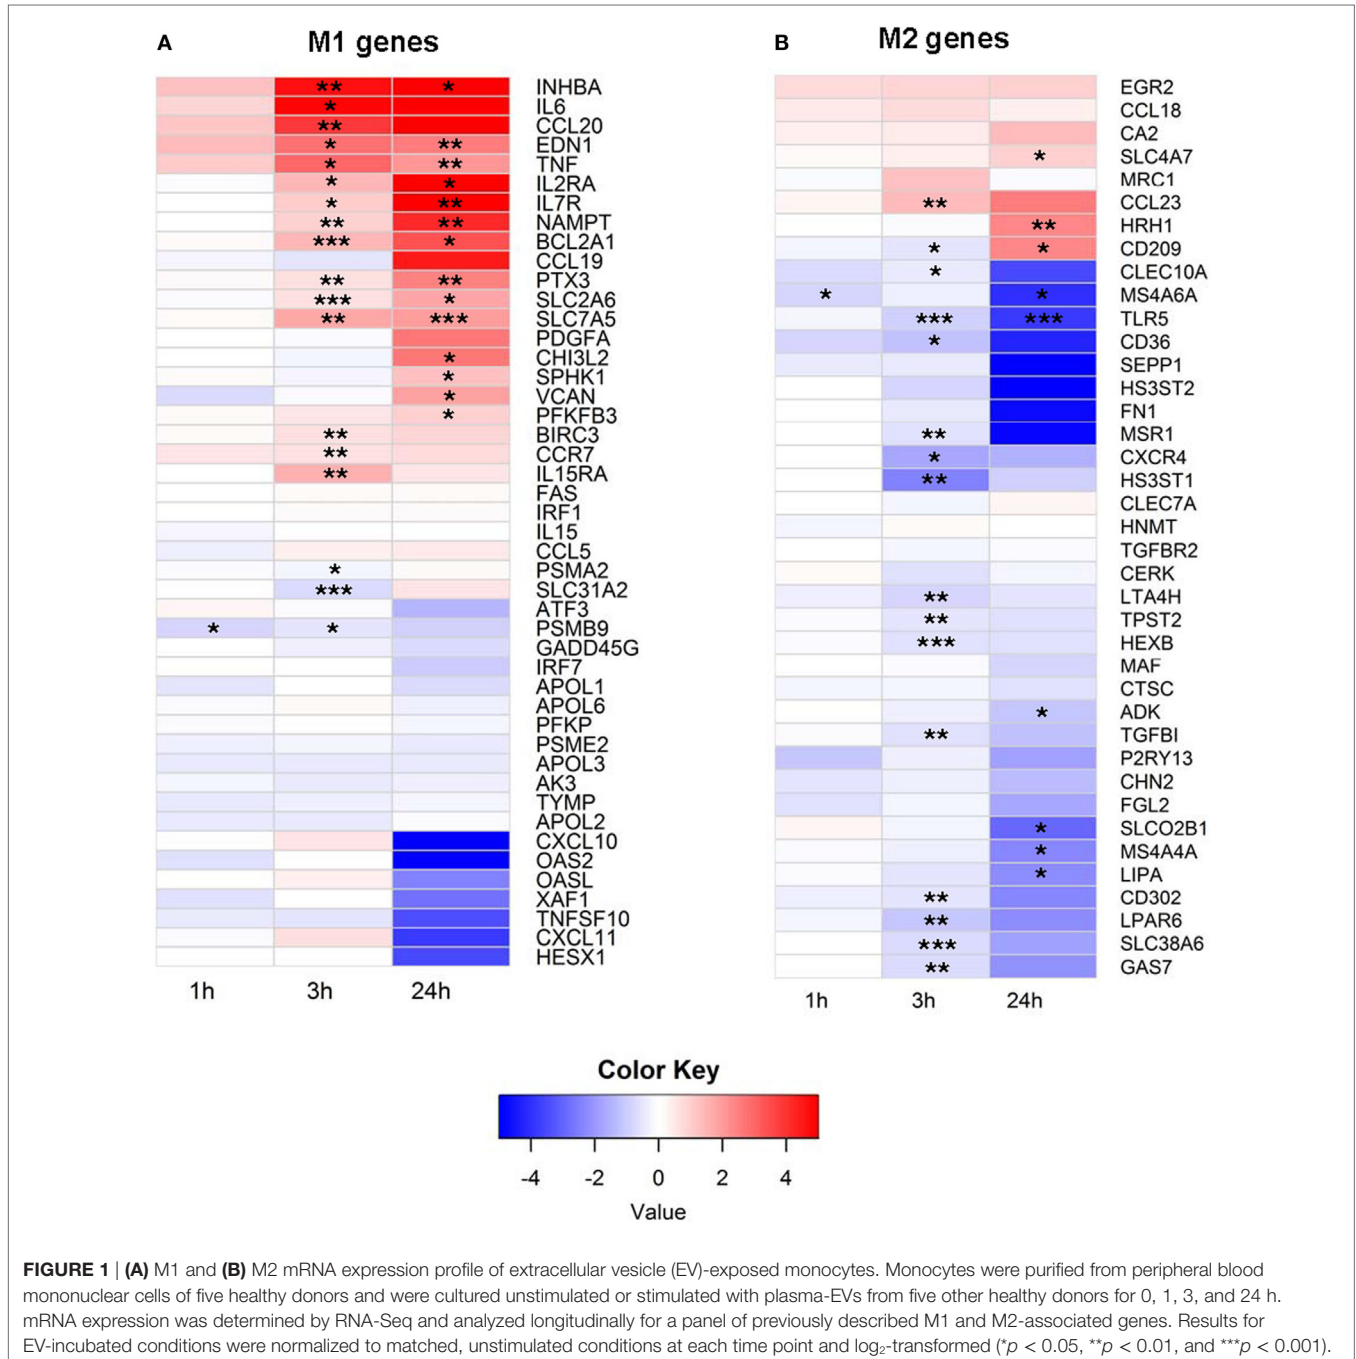 A
M1 genes
** * INHBA
* IL6
** CCL20
* ** EDN1
* ** TNF
* * IL2RA
* ** IL7R
** ** NAMPT
*** * BCL2A1
CCL19
** ** PTX3
*** * SLC2A6
** *** SLC7A5
PDGFA
* CHI3L2
* SPHK1
* VCAN
* PFKFB3
** BIRC3
** CCR7
** IL15RA
FAS
IRF1
IL15
CCL5
* PSMA2
*** SLC31A2
ATF3
* * PSMB9
GADD45G
IRF7
APOL1
APOL6
PFKP
PSME2
APOL3
AK3
TYMP
APOL2
CXCL10
OAS2
OASL
XAF1
TNFSF10
CXCL11
HESX1
1h 3h 24h
B
M2 genes
EGR2
CCL18
CA2
* SLC4A7
MRC1
** CCL23
** HRH1
* * CD209
* CLEC10A
* * MS4A6A
*** *** TLR5
* CD36
SEPP1
HS3ST2
FN1
** MSR1
* CXCR4
** HS3ST1
CLEC7A
HNMT
TGFBR2
CERK
** LTA4H
** TPST2
*** HEXB
MAF
CTSC
* ADK
** TGFBI
P2RY13
CHN2
FGL2
* SLCO2B1
* MS4A4A
* LIPA
** CD302
** LPAR6
*** SLC38A6
** GAS7
1h 3h 24h
Color Key
-4 -2 0 2 4
Value
FIGURE 1 | (A) M1 and (B) M2 mRNA expression profile of extracellular vesicle (EV)-exposed monocytes. Monocytes were purified from peripheral blood
mononuclear cells of five healthy donors and were cultured unstimulated or stimulated with plasma-EVs from five other healthy donors for 0, 1, 3, and 24 h.
mRNA expression was determined by RNA-Seq and analyzed longitudinally for a panel of previously described M1 and M2-associated genes. Results for
EV-incubated conditions were normalized to matched, unstimulated conditions at each time point and log₂-transformed (*p < 0.05, **p < 0.01, and ***p < 0.001).